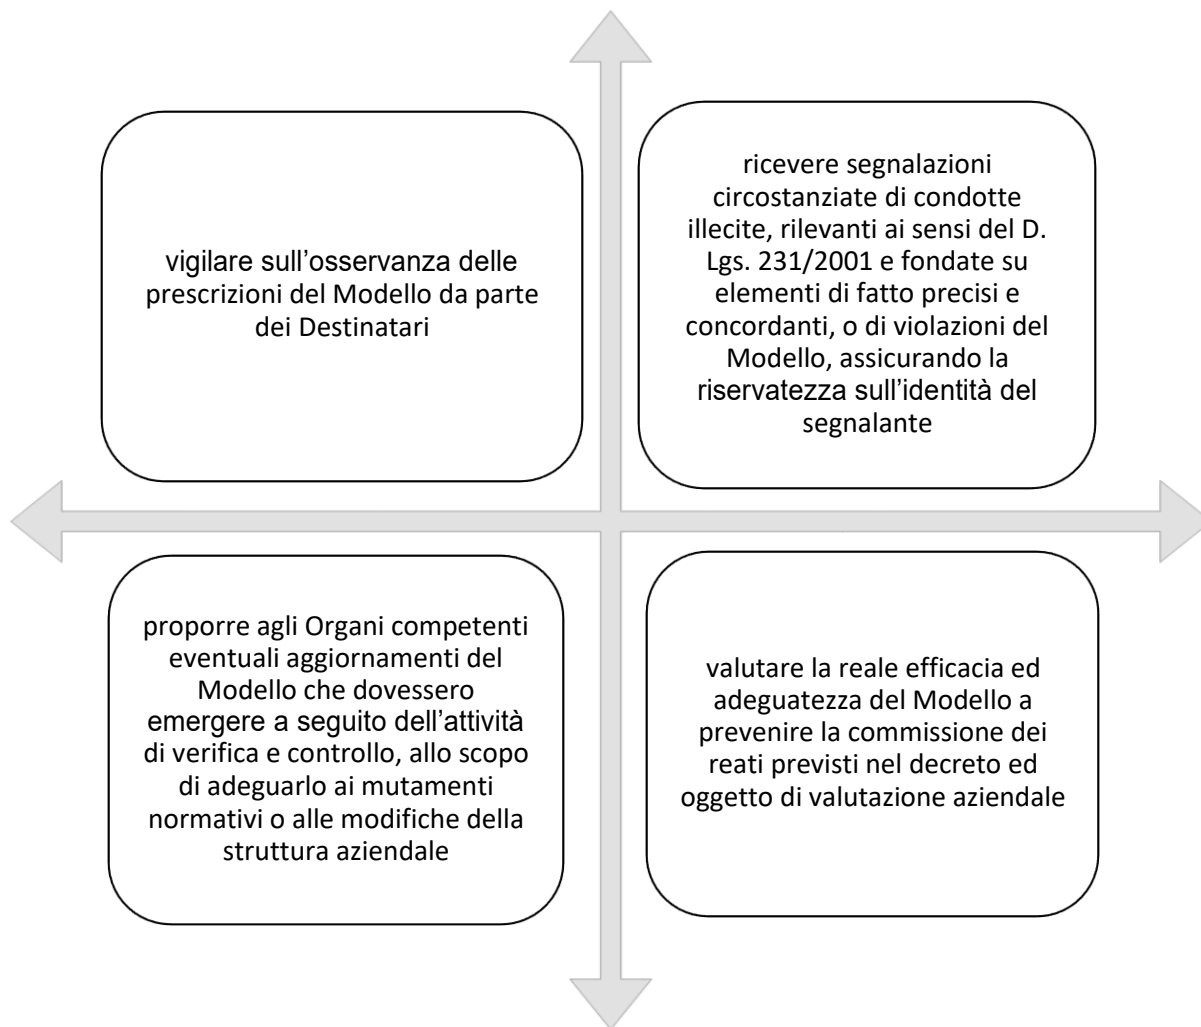 vigilare sull’osservanza delle
prescrizioni del Modello da parte
dei Destinatari
ricevere segnalazioni
circostanziate di condotte
illecite, rilevanti ai sensi del D.
Lgs. 231/2001 e fondate su
elementi di fatto precisi e
concordanti, o di violazioni del
Modello, assicurando la
riservatezza sull’identità del
segnalante
proporre agli Organi competenti
eventuali aggiornamenti del
Modello che dovessero
emergere a seguito dell’attività
di verifica e controllo, allo scopo
di adeguarlo ai mutamenti
normativi o alle modifiche della
struttura aziendale
valutare la reale efficacia ed
adeguatezza del Modello a
prevenire la commissione dei
reati previsti nel decreto ed
oggetto di valutazione aziendale